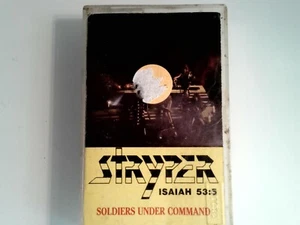 STRYPER
ISAIAH 53:5
SOLDIERS UNDER COMMAND